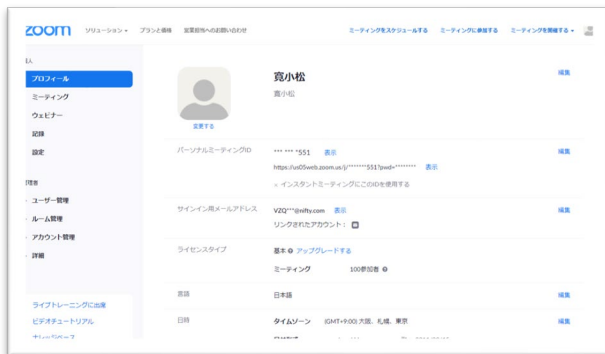 zoom ソリューション プランと価格 営業担当へのお問い合わせ ミーティングをスケジュールする ミーティングに参加する ミーティングを開催する
プロフィール
ミーティング
ウェビナー
記録
設定
ユーザー管理
ルーム管理
アカウント管理
詳細
ライブトレーニングに出席
ビデオチュートリアル
ナレッジベース
寛小松 編集
寛小松
変更する
パーソナルミーティングID *** *** *551 表示 編集
https://us05web.zoom.us/j/*******551?pwd=******** 表示
× インスタントミーティングにこのIDを使用する
サインイン用メールアドレス VZQ***@nifty.com 表示 編集
リンクされたアカウント:
ライセンスタイプ 基本 アップグレードする
ミーティング 100参加者
言語 日本語 編集
日時 タイムゾーン (GMT+9:00) 大阪、札幌、東京 編集